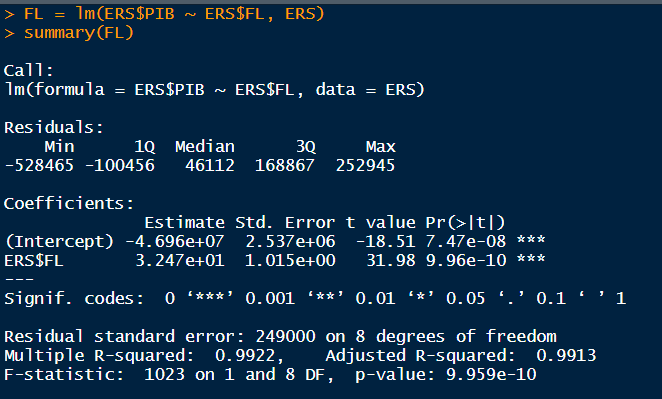 > FL = lm(ERS$PIB ~ ERS$FL, ERS)
> summary(FL)
Call:
lm(formula = ERS$PIB ~ ERS$FL, data = ERS)
Residuals:
    Min      1Q  Median      3Q     Max
-528465 -100456   46112  168867  252945
Coefficients:
              Estimate Std. Error t value Pr(>|t|)
(Intercept) -4.696e+07  2.537e+06  -18.51 7.47e-08 ***
ERS$FL       3.247e+01  1.015e+00   31.98 9.96e-10 ***
---
Signif. codes:  0 ‘***’ 0.001 ‘**’ 0.01 ‘*’ 0.05 ‘.’ 0.1 ‘ ’ 1
Residual standard error: 249000 on 8 degrees of freedom
Multiple R-squared:  0.9922,    Adjusted R-squared:  0.9913
F-statistic:  1023 on 1 and 8 DF,  p-value: 9.959e-10